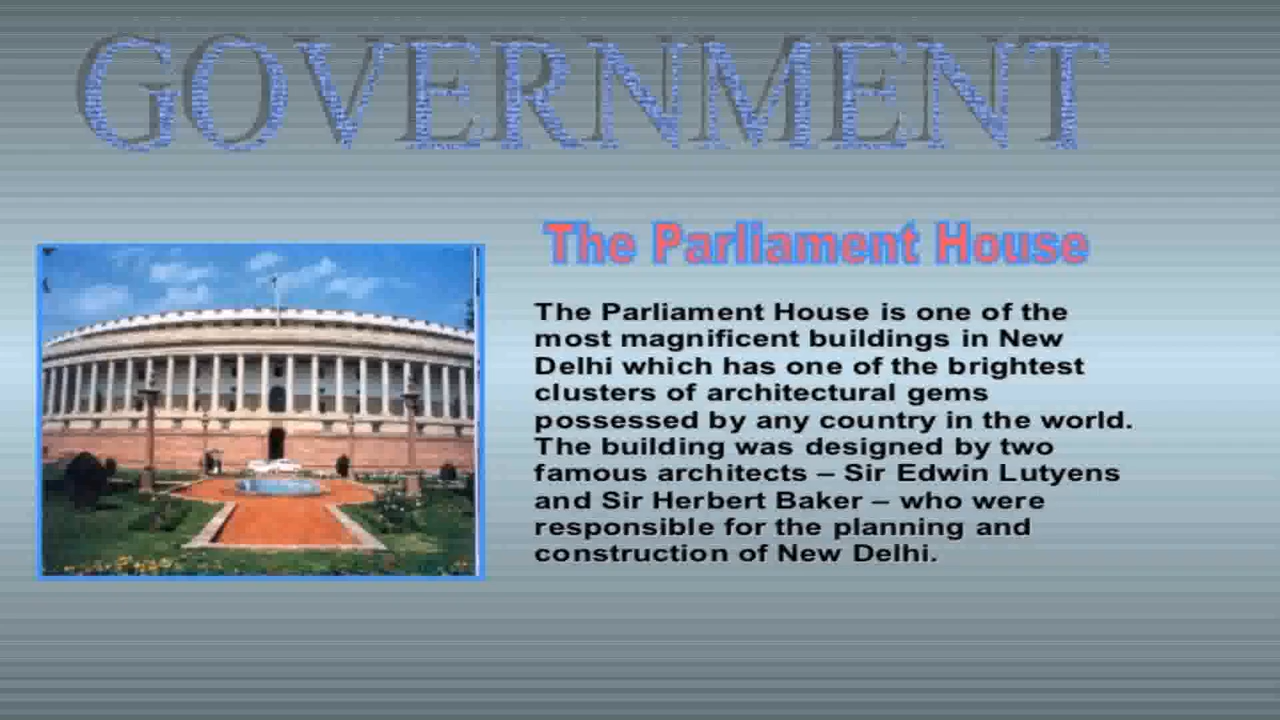 GOVERNMENT
The Parliament House
The Parliament House is one of the
most magnificent buildings in New
Delhi which has one of the brightest
clusters of architectural gems
possessed by any country in the world.
The building was designed by two
famous architects – Sir Edwin Lutyens
and Sir Herbert Baker – who were
responsible for the planning and
construction of New Delhi.